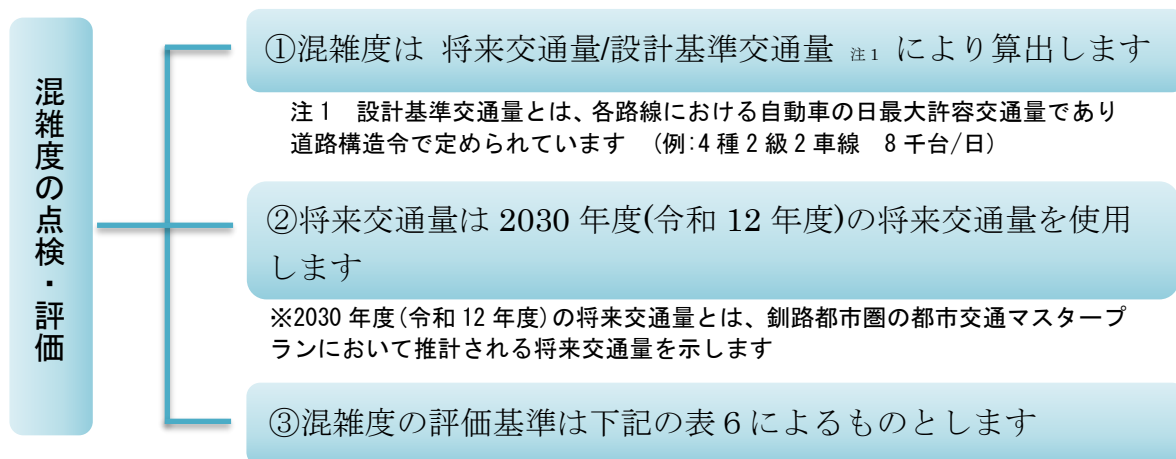 混雑度の点検・評価
①混雑度は 将来交通量/設計基準交通量 注1 により算出します
注1 設計基準交通量とは、各路線における自動車の日最大許容交通量であり
道路構造令で定められています (例:4種2級2車線 8千台/日)
②将来交通量は 2030 年度(令和 12 年度)の将来交通量を使用
します
※2030 年度(令和 12 年度)の将来交通量とは、釧路都市圏の都市交通マスタープ
ランにおいて推計される将来交通量を示します
③混雑度の評価基準は下記の表6によるものとします